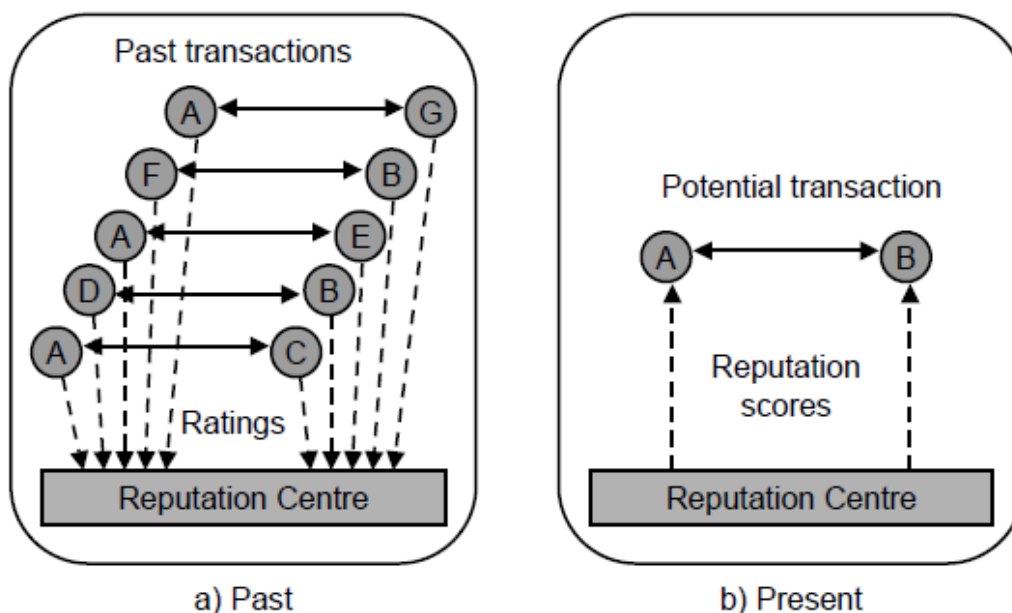 Past transactions
A G
F B
A E
D B
A C
Ratings
Reputation Centre
a) Past
Potential transaction
A B
Reputation
scores
Reputation Centre
b) Present